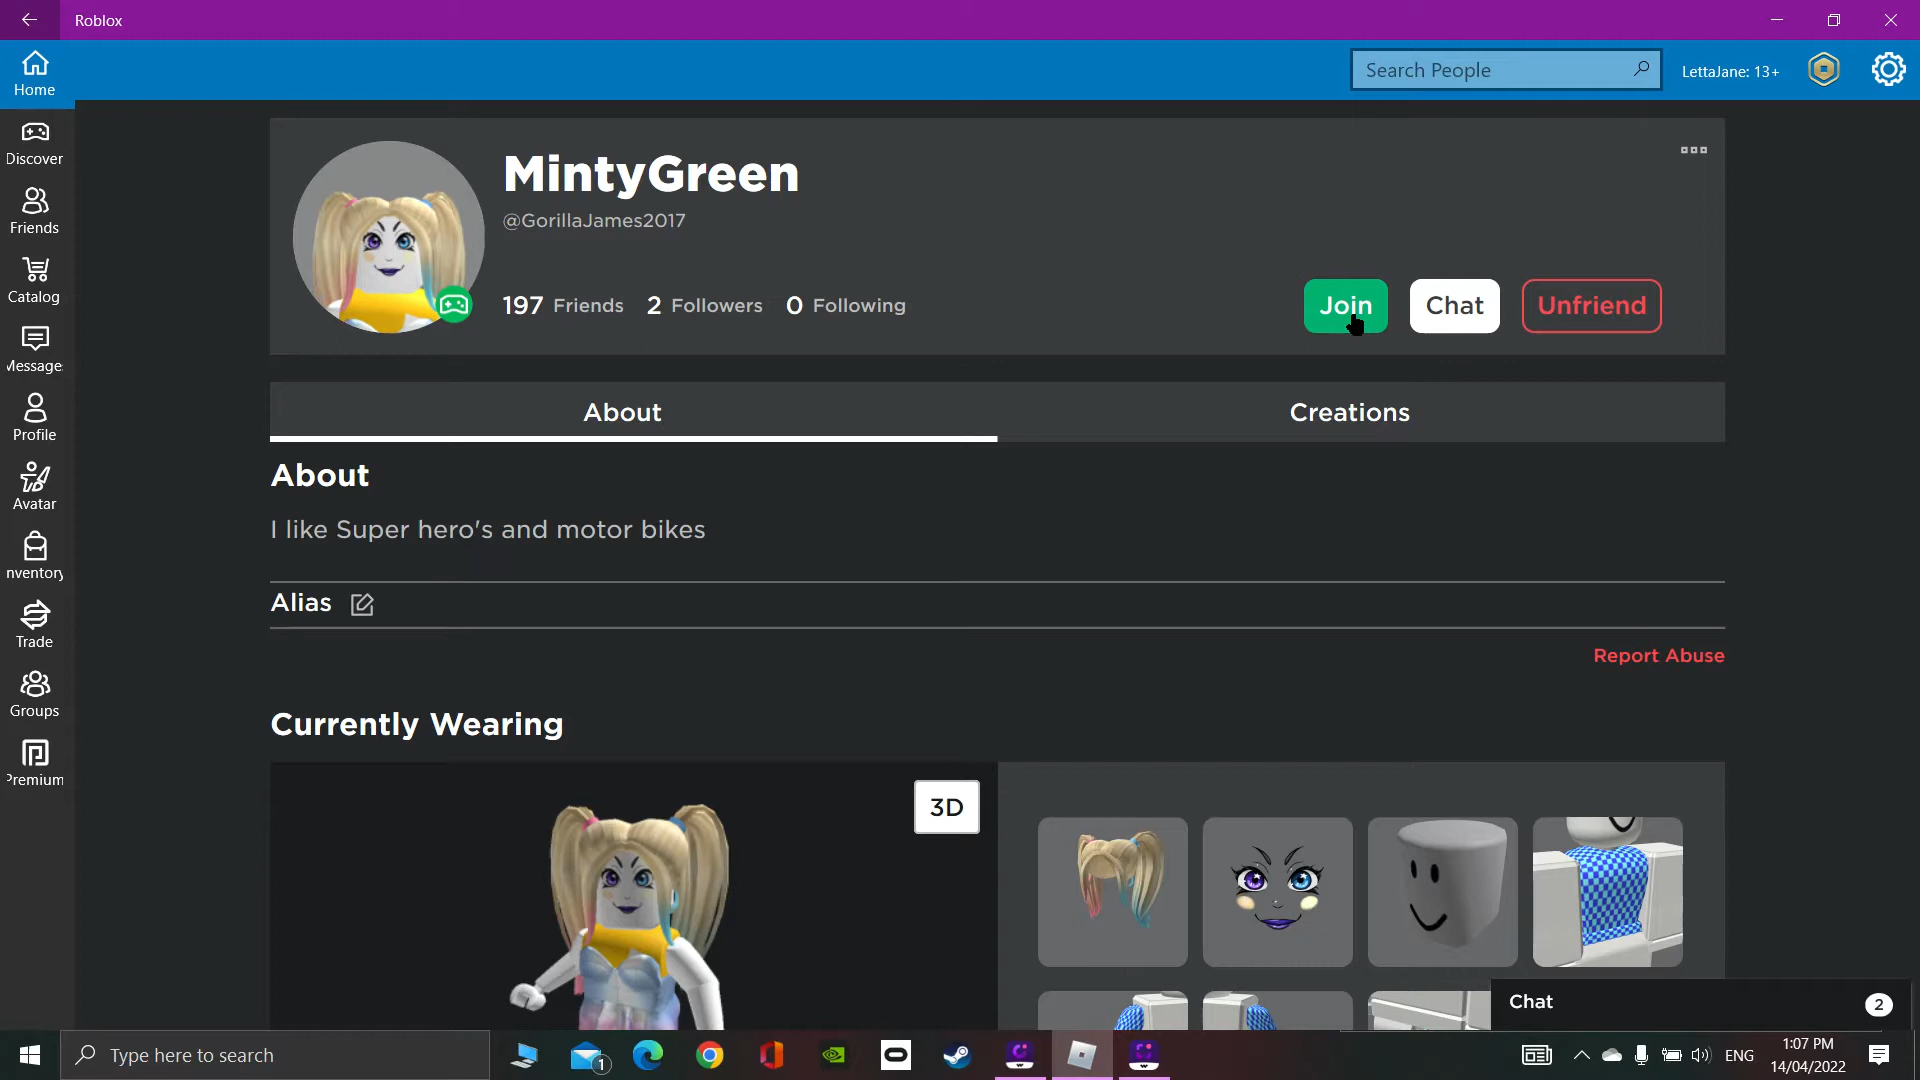 Roblox
Home
Search People
LettaJane: 13+
Discover
Friends
Catalog
Message
Profile
Avatar
nventory
Trade
Groups
Premium
MintyGreen
@GorillaJames2017
197 Friends 2 Followers 0 Following
Join
Chat
Unfriend
About
Creations
About
I like Super hero's and motor bikes
Alias
Report Abuse
Currently Wearing
3D
Chat
2
Type here to search
1
ENG
1:07 PM
14/04/2022